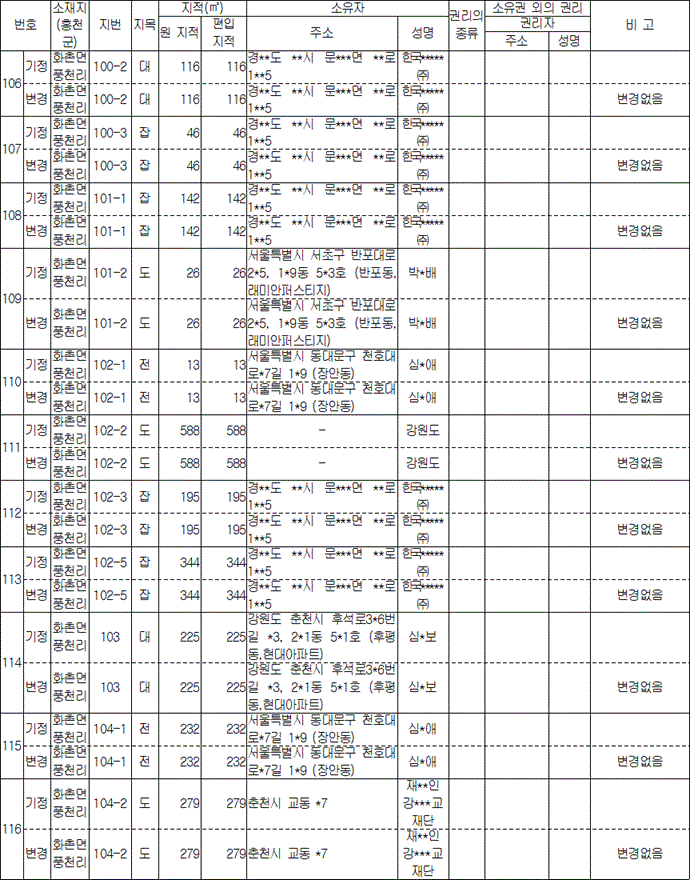 번호 소재지 (홍천군) 지번 지목 지적(㎡) 소유자 권리의 종류 소유권 외의 권리 비 고
원 지적 편입 지적 주소 성명 권리자
주소 성명
106 기정 화촌면 풍천리 100-2 대 116 116 경**도 **시 문***면 **로 1**5 한국*****㈜
변경 화촌면 풍천리 100-2 대 116 116 경**도 **시 문***면 **로 1**5 한국*****㈜ 변경없음
107 기정 화촌면 풍천리 100-3 잡 46 46 경**도 **시 문***면 **로 1**5 한국*****㈜
변경 화촌면 풍천리 100-3 잡 46 46 경**도 **시 문***면 **로 1**5 한국*****㈜ 변경없음
108 기정 화촌면 풍천리 101-1 잡 142 142 경**도 **시 문***면 **로 1**5 한국*****㈜
변경 화촌면 풍천리 101-1 잡 142 142 경**도 **시 문***면 **로 1**5 한국*****㈜ 변경없음
109 기정 화촌면 풍천리 101-2 도 26 26 서울특별시 서초구 반포대로 2*5, 1*9동 5*3호 (반포동, 래미안퍼스티지) 박*배
변경 화촌면 풍천리 101-2 도 26 26 서울특별시 서초구 반포대로 2*5, 1*9동 5*3호 (반포동, 래미안퍼스티지) 박*배 변경없음
110 기정 화촌면 풍천리 102-1 전 13 13 서울특별시 동대문구 천호대로*7길 1*9 (장안동) 심*애
변경 화촌면 풍천리 102-1 전 13 13 서울특별시 동대문구 천호대로*7길 1*9 (장안동) 심*애 변경없음
111 기정 화촌면 풍천리 102-2 도 588 588 - 강원도
변경 화촌면 풍천리 102-2 도 588 588 - 강원도 변경없음
112 기정 화촌면 풍천리 102-3 잡 195 195 경**도 **시 문***면 **로 1**5 한국*****㈜
변경 화촌면 풍천리 102-3 잡 195 195 경**도 **시 문***면 **로 1**5 한국*****㈜ 변경없음
113 기정 화촌면 풍천리 102-5 잡 344 344 경**도 **시 문***면 **로 1**5 한국*****㈜
변경 화촌면 풍천리 102-5 잡 344 344 경**도 **시 문***면 **로 1**5 한국*****㈜ 변경없음
114 기정 화촌면 풍천리 103 대 225 225 강원도 춘천시 후석로3*6번길 *3, 2*1동 5*1호 (후평동,현대아파트) 심*보
변경 화촌면 풍천리 103 대 225 225 강원도 춘천시 후석로3*6번길 *3, 2*1동 5*1호 (후평동,현대아파트) 심*보 변경없음
115 기정 화촌면 풍천리 104-1 전 232 232 서울특별시 동대문구 천호대로*7길 1*9 (장안동) 심*애
변경 화촌면 풍천리 104-1 전 232 232 서울특별시 동대문구 천호대로*7길 1*9 (장안동) 심*애 변경없음
116 기정 화촌면 풍천리 104-2 도 279 279 춘천시 교동 *7 재**인 강***교 재단
변경 화촌면 풍천리 104-2 도 279 279 춘천시 교동 *7 재**인 강***교 재단 변경없음